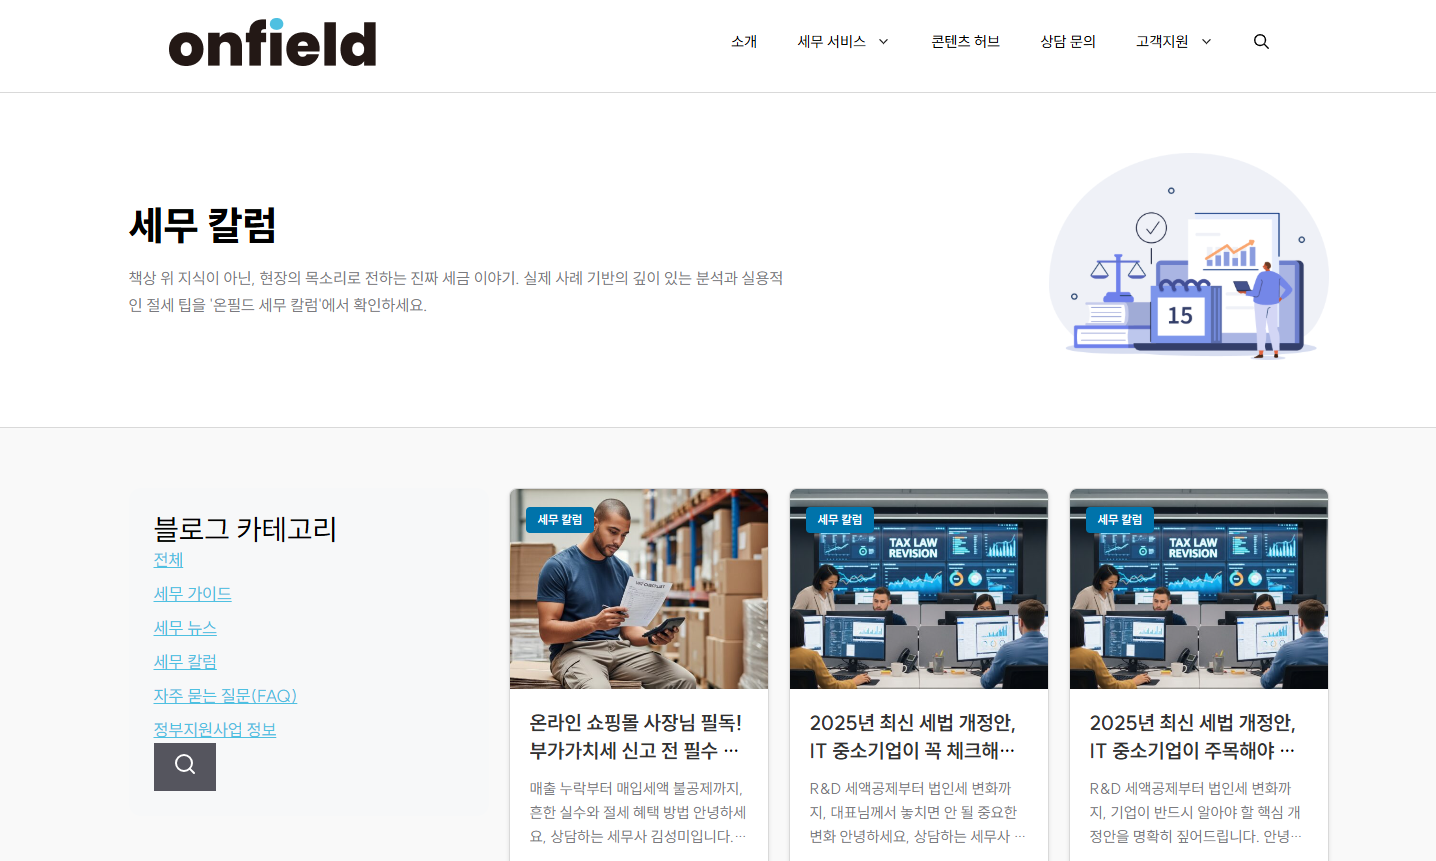 onfield
소개
세무 서비스
콘텐츠 허브
상담 문의
고객지원
세무 칼럼
책상 위 지식이 아닌, 현장의 목소리로 전하는 진짜 세금 이야기. 실제 사례 기반의 깊이 있는 분석과 실용적
인 절세 팁을 '온필드 세무 칼럼'에서 확인하세요.
15
블로그 카테고리
전체
세무 가이드
세무 뉴스
세무 칼럼
자주 묻는 질문(FAQ)
정부지원사업 정보
세무 칼럼
온라인 쇼핑몰 사장님 필독!
부가가치세 신고 전 필수 …
매출 누락부터 매입세액 불공제까지,
흔한 실수와 절세 혜택 방법 안녕하세
요, 상담하는 세무사 김성미입니다.…
세무 칼럼
TAX LAW
REVISION
2025년 최신 세법 개정안,
IT 중소기업이 꼭 체크해…
R&D 세액공제부터 법인세 변화까
지, 대표님께서 놓치면 안 될 중요한
변화 안녕하세요, 상담하는 세무사 …
세무 칼럼
TAX LAW
REVISION
2025년 최신 세법 개정안,
IT 중소기업이 주목해야 …
R&D 세액공제부터 법인세 변화까
지, 기업이 반드시 알아야 할 핵심 개
정안을 명확히 짚어드립니다. 안녕…